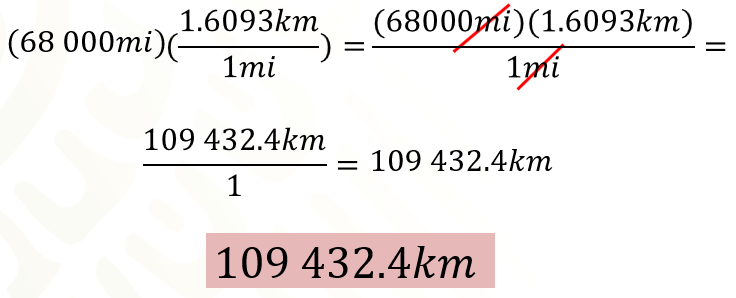 (68 000mi)(1.6093km/1mi) = (68000mi)(1.6093km)/1mi =
109 432.4km/1 = 109 432.4km
109 432.4km